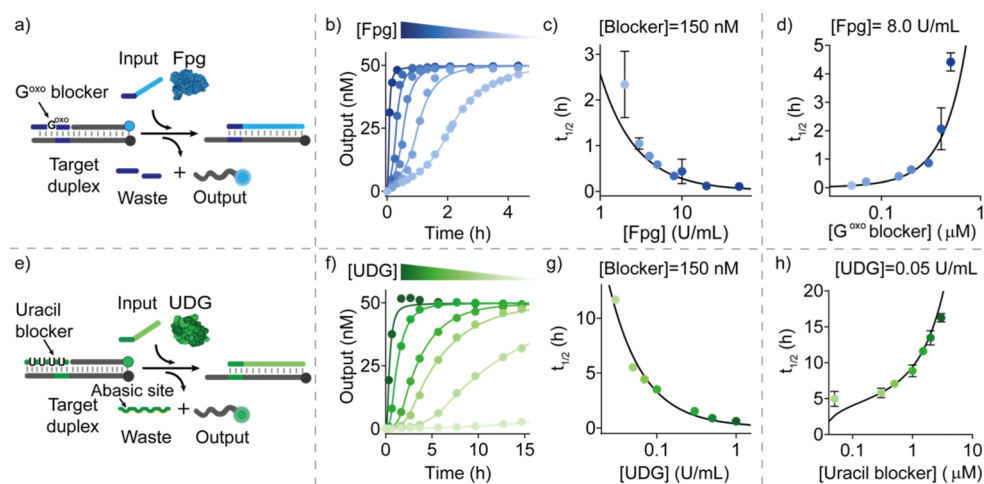 a)
Input
Fpg
Gᵒˣᵒ blocker
Gᵒˣᵒ
Target
duplex
Waste
+
Output
b)
[Fpg]
Output (nM)
50
25
0
0
2
4
Time (h)
c)
[Blocker]=150 nM
t1/2 (h)
3
2
1
0
1
10
[Fpg] (U/mL)
d)
[Fpg]= 8.0 U/mL
t1/2 (h)
5
4
3
2
1
0
0.1
1
[Gᵒˣᵒ blocker] (μM)
e)
Input
UDG
Uracil
blocker
U U U U
Abasic site
Target
duplex
Waste
+
Output
f)
[UDG]
Output (nM)
50
25
0
0
5
10
15
Time (h)
g)
[Blocker]=150 nM
t1/2 (h)
10
5
0
0.1
1
[UDG] (U/mL)
h)
[UDG]=0.05 U/mL
t1/2 (h)
20
15
10
5
0
0.1
1
10
[Uracil blocker] (μM)